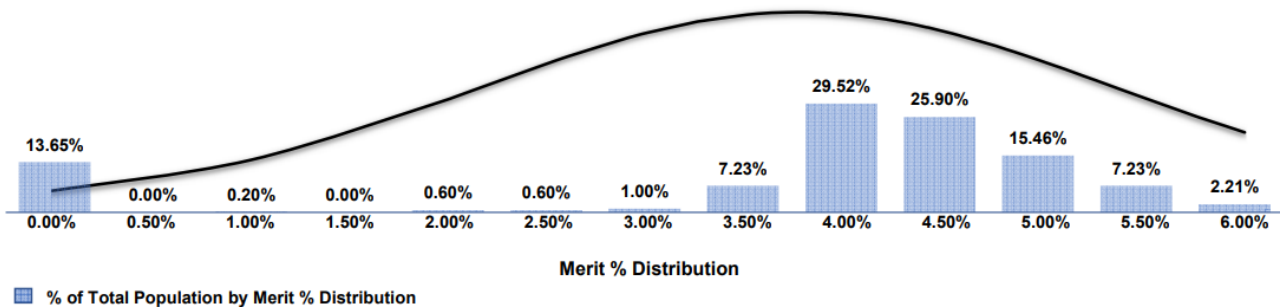 29.52%
25.90%
15.46%
13.65%
7.23% 7.23%
0.00% 0.20% 0.00% 0.60% 0.60% 1.00% 2.21%
0.00% 0.50% 1.00% 1.50% 2.00% 2.50% 3.00% 3.50% 4.00% 4.50% 5.00% 5.50% 6.00%
Merit % Distribution
% of Total Population by Merit % Distribution